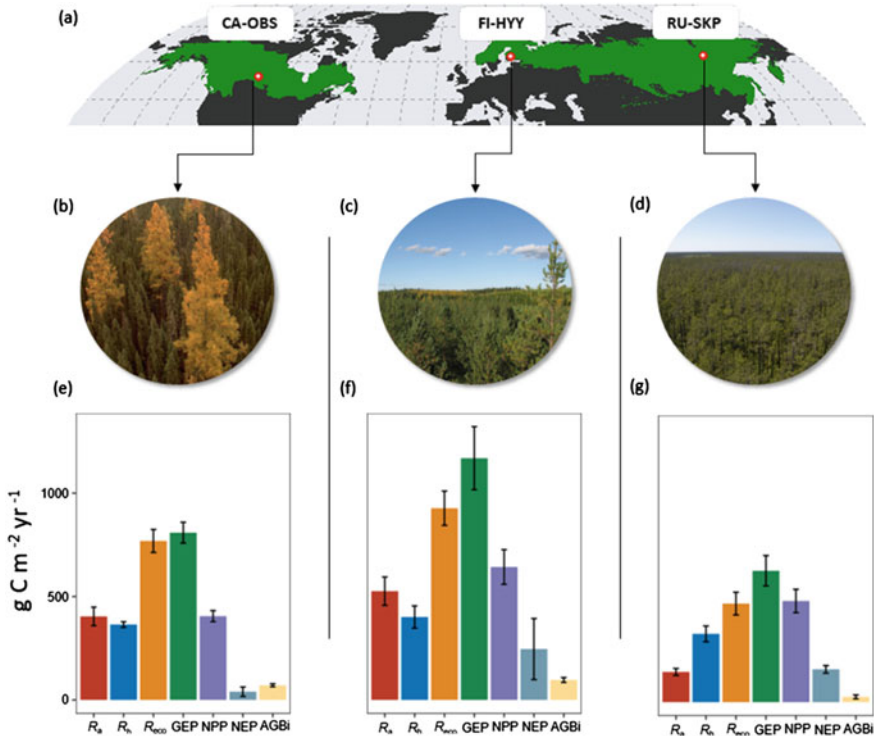 (a)
CA-OBS FI-HYY RU-SKP
(b) (c) (d)
(e) (f) (g)
g C m⁻² yr⁻¹
1000
500
0
Rₐ Rₕ Rₑcₒ GEP NPP NEP AGBi
Rₐ Rₕ Rₑcₒ GEP NPP NEP AGBi
Rₐ Rₕ Rₑcₒ GEP NPP NEP AGBi